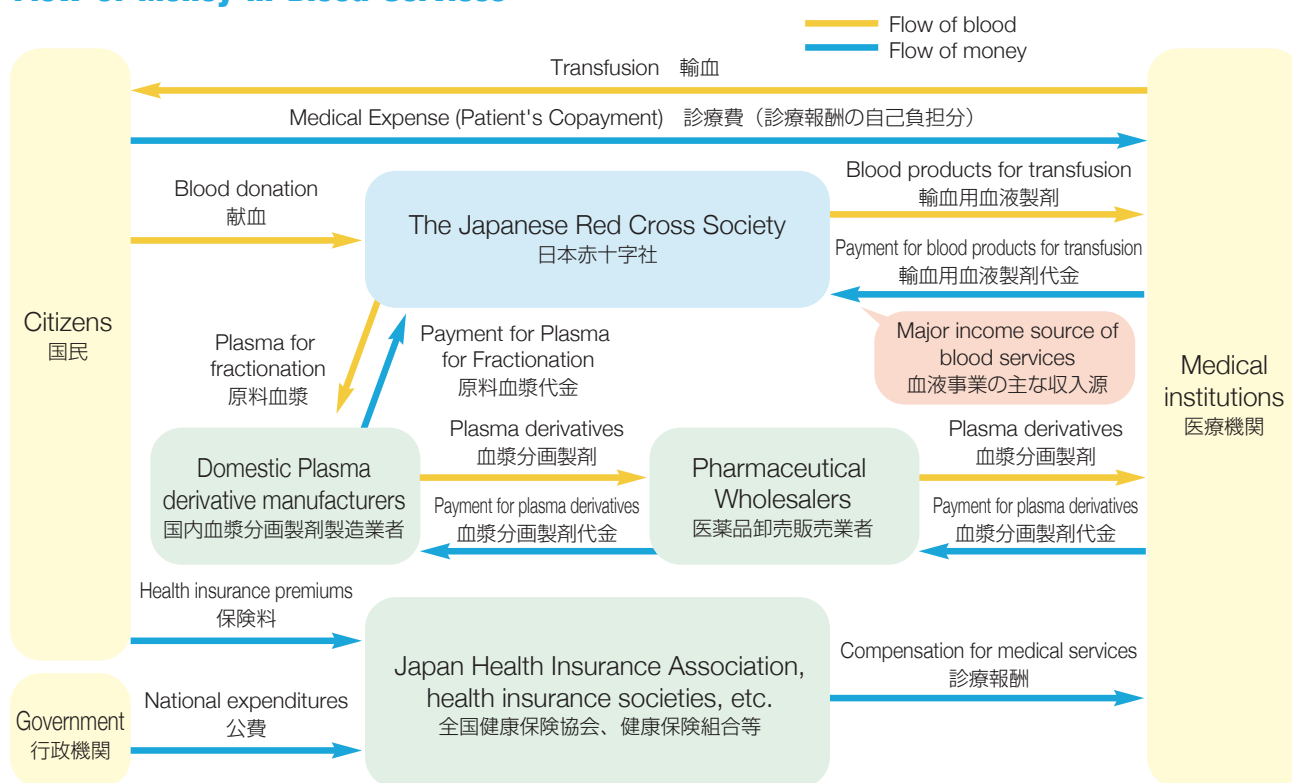 Flow of blood
Flow of money
Transfusion 輸血
Medical Expense (Patient's Copayment) 診療費（診療報酬の自己負担分）
Blood donation
献血
The Japanese Red Cross Society
日本赤十字社
Blood products for transfusion
輸血用血液製剤
Payment for blood products for transfusion
輸血用血液製剤代金
Citizens
国民
Plasma for
fractionation
原料血漿
Payment for Plasma
for Fractionation
原料血漿代金
Major income source of
blood services
血液事業の主な収入源
Medical
institutions
医療機関
Domestic Plasma
derivative manufacturers
国内血漿分画製剤製造業者
Plasma derivatives
血漿分画製剤
Payment for plasma derivatives
血漿分画製剤代金
Pharmaceutical
Wholesalers
医薬品卸売販売業者
Plasma derivatives
血漿分画製剤
Payment for plasma derivatives
血漿分画製剤代金
Health insurance premiums
保険料
Japan Health Insurance Association,
health insurance societies, etc.
全国健康保険協会、健康保険組合等
Compensation for medical services
診療報酬
Government
行政機関
National expenditures
公費